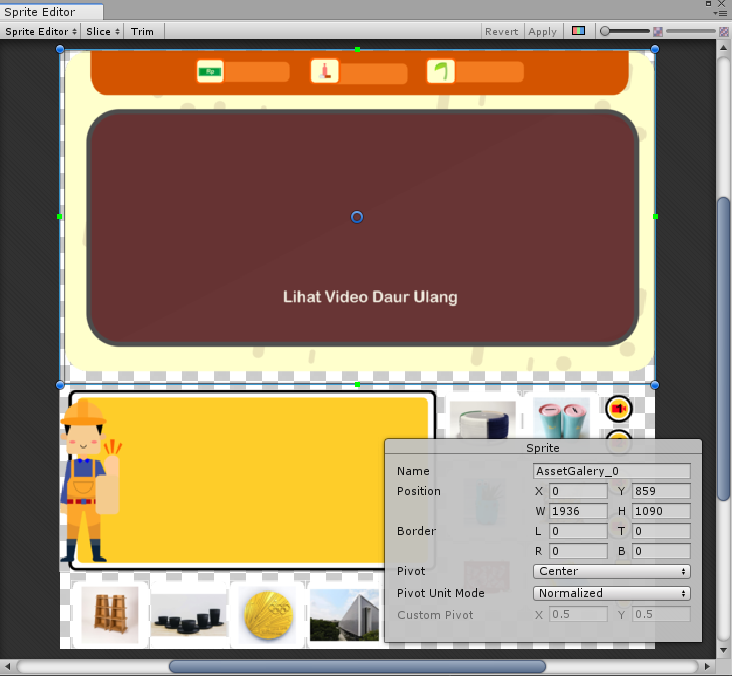 Sprite Editor
Sprite Editor Slice Trim Revert Apply
Rp
Lihat Video Daur Ulang
Sprite
Name AssetGalery_0
Position X 0 Y 859
W 1936 H 1090
Border L 0 T 0
R 0 B 0
Pivot Center
Pivot Unit Mode Normalized
Custom Pivot X 0.5 Y 0.5